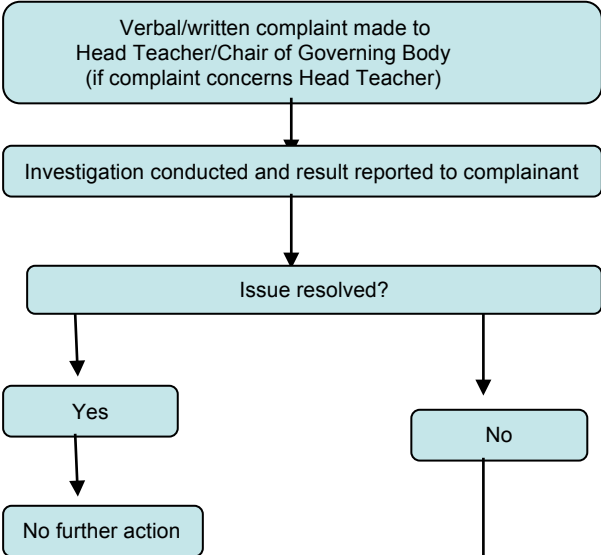 Verbal/written complaint made to
Head Teacher/Chair of Governing Body
(if complaint concerns Head Teacher)
Investigation conducted and result reported to complainant
Issue resolved?
Yes
No
No further action